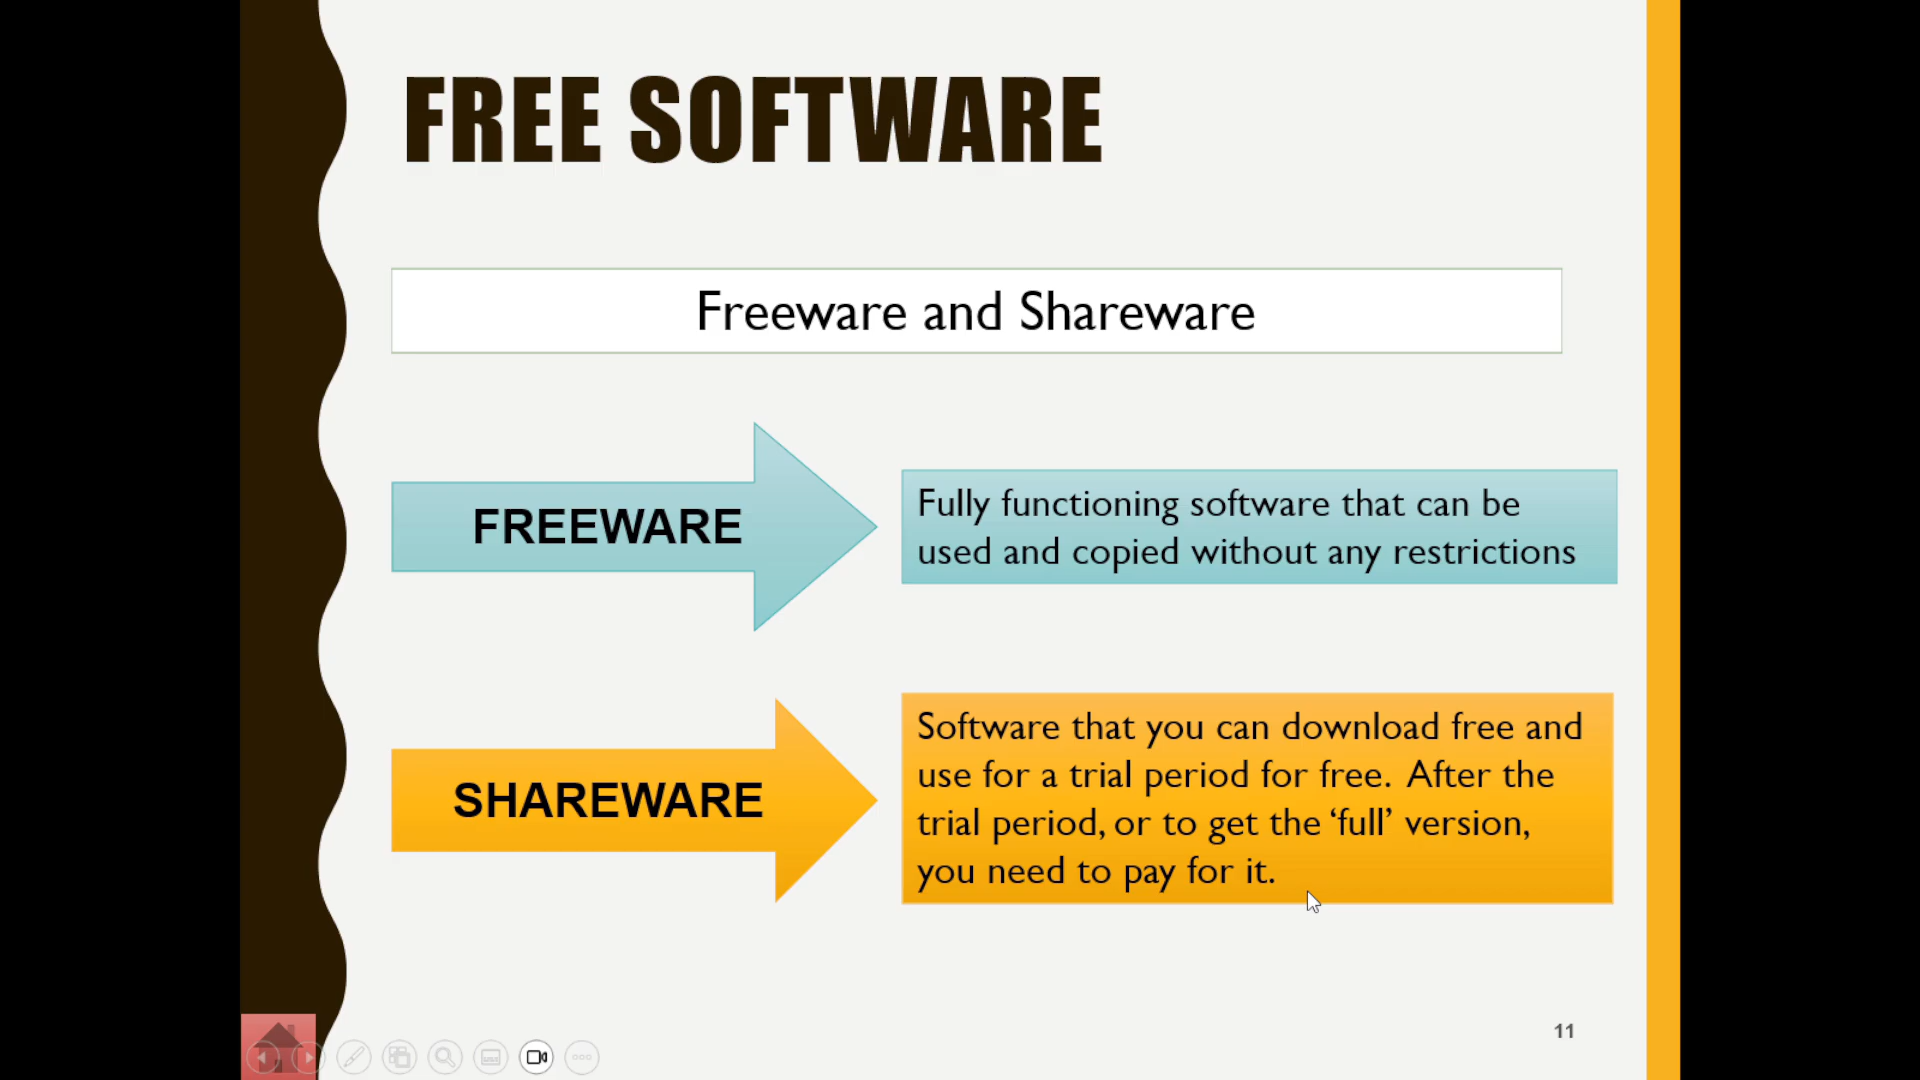 FREE SOFTWARE
Freeware and Shareware
FREEWARE
Fully functioning software that can be
used and copied without any restrictions
SHAREWARE
Software that you can download free and
use for a trial period for free. After the
trial period, or to get the ‘full’ version,
you need to pay for it.
11